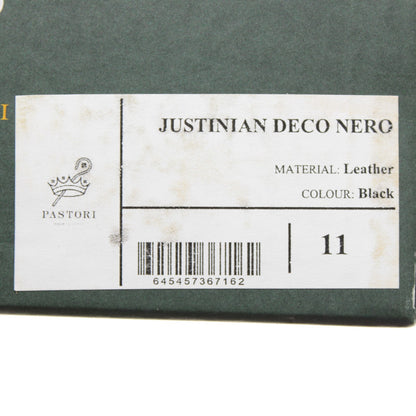 I
JUSTINIAN DECO NERO
MATERIAL: Leather
COLOUR: Black
PASTORI
11
645457367162